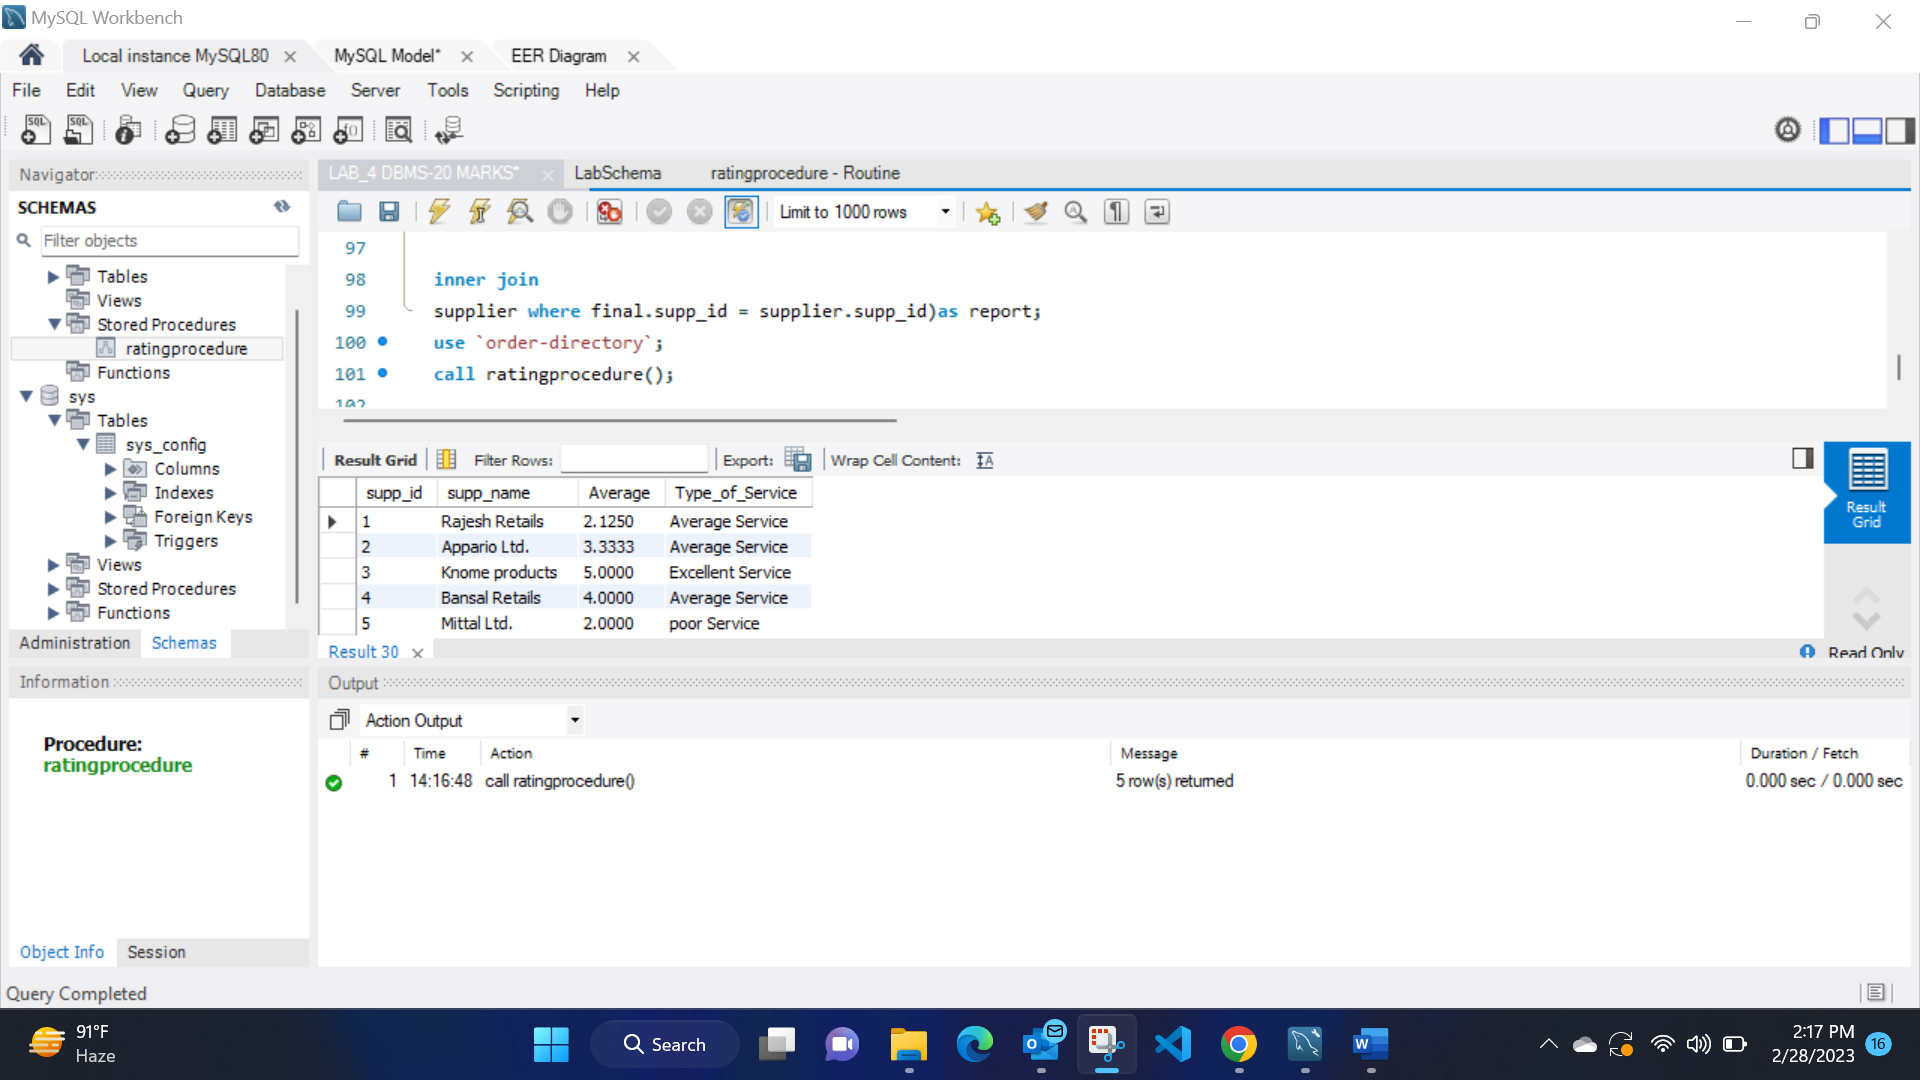 MySQL Workbench
Local instance MySQL80
MySQL Model*
EER Diagram
File Edit View Query Database Server Tools Scripting Help
Navigator
SCHEMAS
Filter objects
Tables
Views
Stored Procedures
ratingprocedure
Functions
sys
Tables
sys_config
Columns
Indexes
Foreign Keys
Triggers
Views
Stored Procedures
Functions
Administration Schemas
Information
Procedure:
ratingprocedure
Object Info Session
LAB_4 DBMS-20 MARKS* LabSchema ratingprocedure - Routine
Limit to 1000 rows
97
98 inner join
99 supplier where final.supp_id = supplier.supp_id)as report;
100 use `order-directory`;
101 call ratingprocedure();
102
Result Grid Filter Rows: Export: Wrap Cell Content:
supp_id supp_name Average Type_of_Service
1 Rajesh Retails 2.1250 Average Service
2 Appario Ltd. 3.3333 Average Service
3 Knome products 5.0000 Excellent Service
4 Bansal Retails 4.0000 Average Service
5 Mittal Ltd. 2.0000 poor Service
Result
Grid
Result 30
Read Only
Output
Action Output
# Time Action Message Duration / Fetch
1 14:16:48 call ratingprocedure() 5 row(s) returned 0.000 sec / 0.000 sec
Query Completed
91°F
Haze
Search
2:17 PM
2/28/2023
16